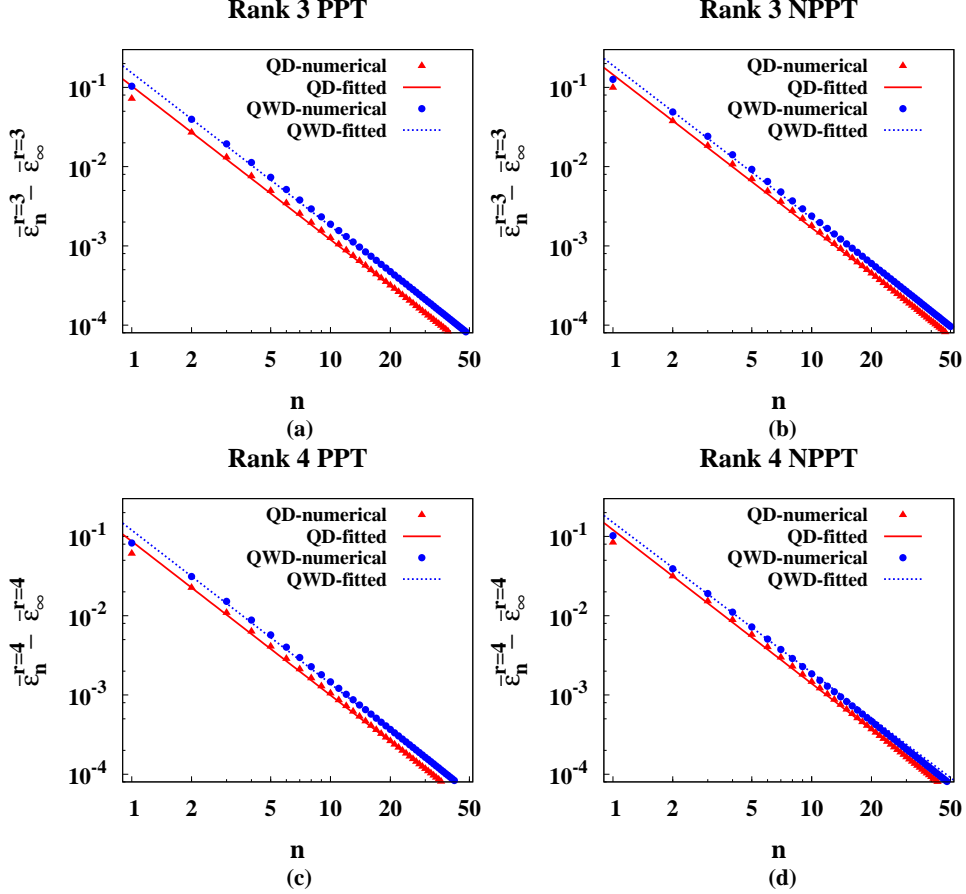 Rank 3 PPT
ε̄ₙʳ⁼³ − ε̄∞ʳ⁼³
10⁻¹
10⁻²
10⁻³
10⁻⁴
QD-numerical
QD-fitted
QWD-numerical
QWD-fitted
1 2 5 10 20 50
n
(a)
Rank 3 NPPT
ε̄ₙʳ⁼³ − ε̄∞ʳ⁼³
10⁻¹
10⁻²
10⁻³
10⁻⁴
QD-numerical
QD-fitted
QWD-numerical
QWD-fitted
1 2 5 10 20 50
n
(b)
Rank 4 PPT
ε̄ₙʳ⁼⁴ − ε̄∞ʳ⁼⁴
10⁻¹
10⁻²
10⁻³
10⁻⁴
QD-numerical
QD-fitted
QWD-numerical
QWD-fitted
1 2 5 10 20 50
n
(c)
Rank 4 NPPT
ε̄ₙʳ⁼⁴ − ε̄∞ʳ⁼⁴
10⁻¹
10⁻²
10⁻³
10⁻⁴
QD-numerical
QD-fitted
QWD-numerical
QWD-fitted
1 2 5 10 20 50
n
(d)